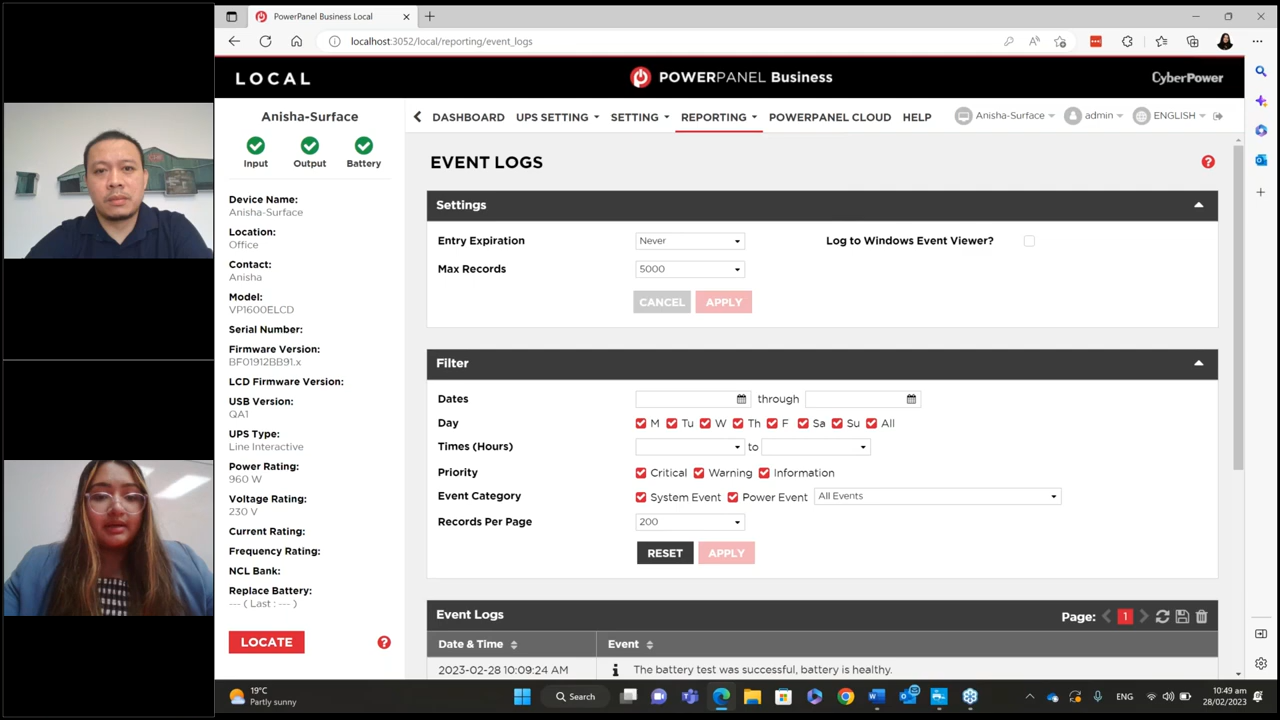 PowerPanel Business Local
localhost:3052/local/reporting/event_logs
LOCAL
POWERPANEL Business
CyberPower
Anisha-Surface
DASHBOARD UPS SETTING SETTING REPORTING POWERPANEL CLOUD HELP
Anisha-Surface admin ENGLISH
Input Output Battery
Device Name:
Anisha-Surface
Location:
Office
Contact:
Anisha
Model:
VP1600ELCD
Serial Number:
Firmware Version:
BF01912BB91.x
LCD Firmware Version:
USB Version:
QA1
UPS Type:
Line Interactive
Power Rating:
960 W
Voltage Rating:
230 V
Current Rating:
Frequency Rating:
NCL Bank:
Replace Battery:
--- ( Last : --- )
LOCATE
EVENT LOGS
Settings
Entry Expiration Never Log to Windows Event Viewer?
Max Records 5000
CANCEL APPLY
Filter
Dates through
Day M Tu W Th F Sa Su All
Times (Hours) to
Priority Critical Warning Information
Event Category System Event Power Event All Events
Records Per Page 200
RESET APPLY
Event Logs Page: 1
Date & Time Event
2023-02-28 10:09:24 AM The battery test was successful, battery is healthy.
19°C
Partly sunny
Search
ENG
10:49 am
28/02/2023